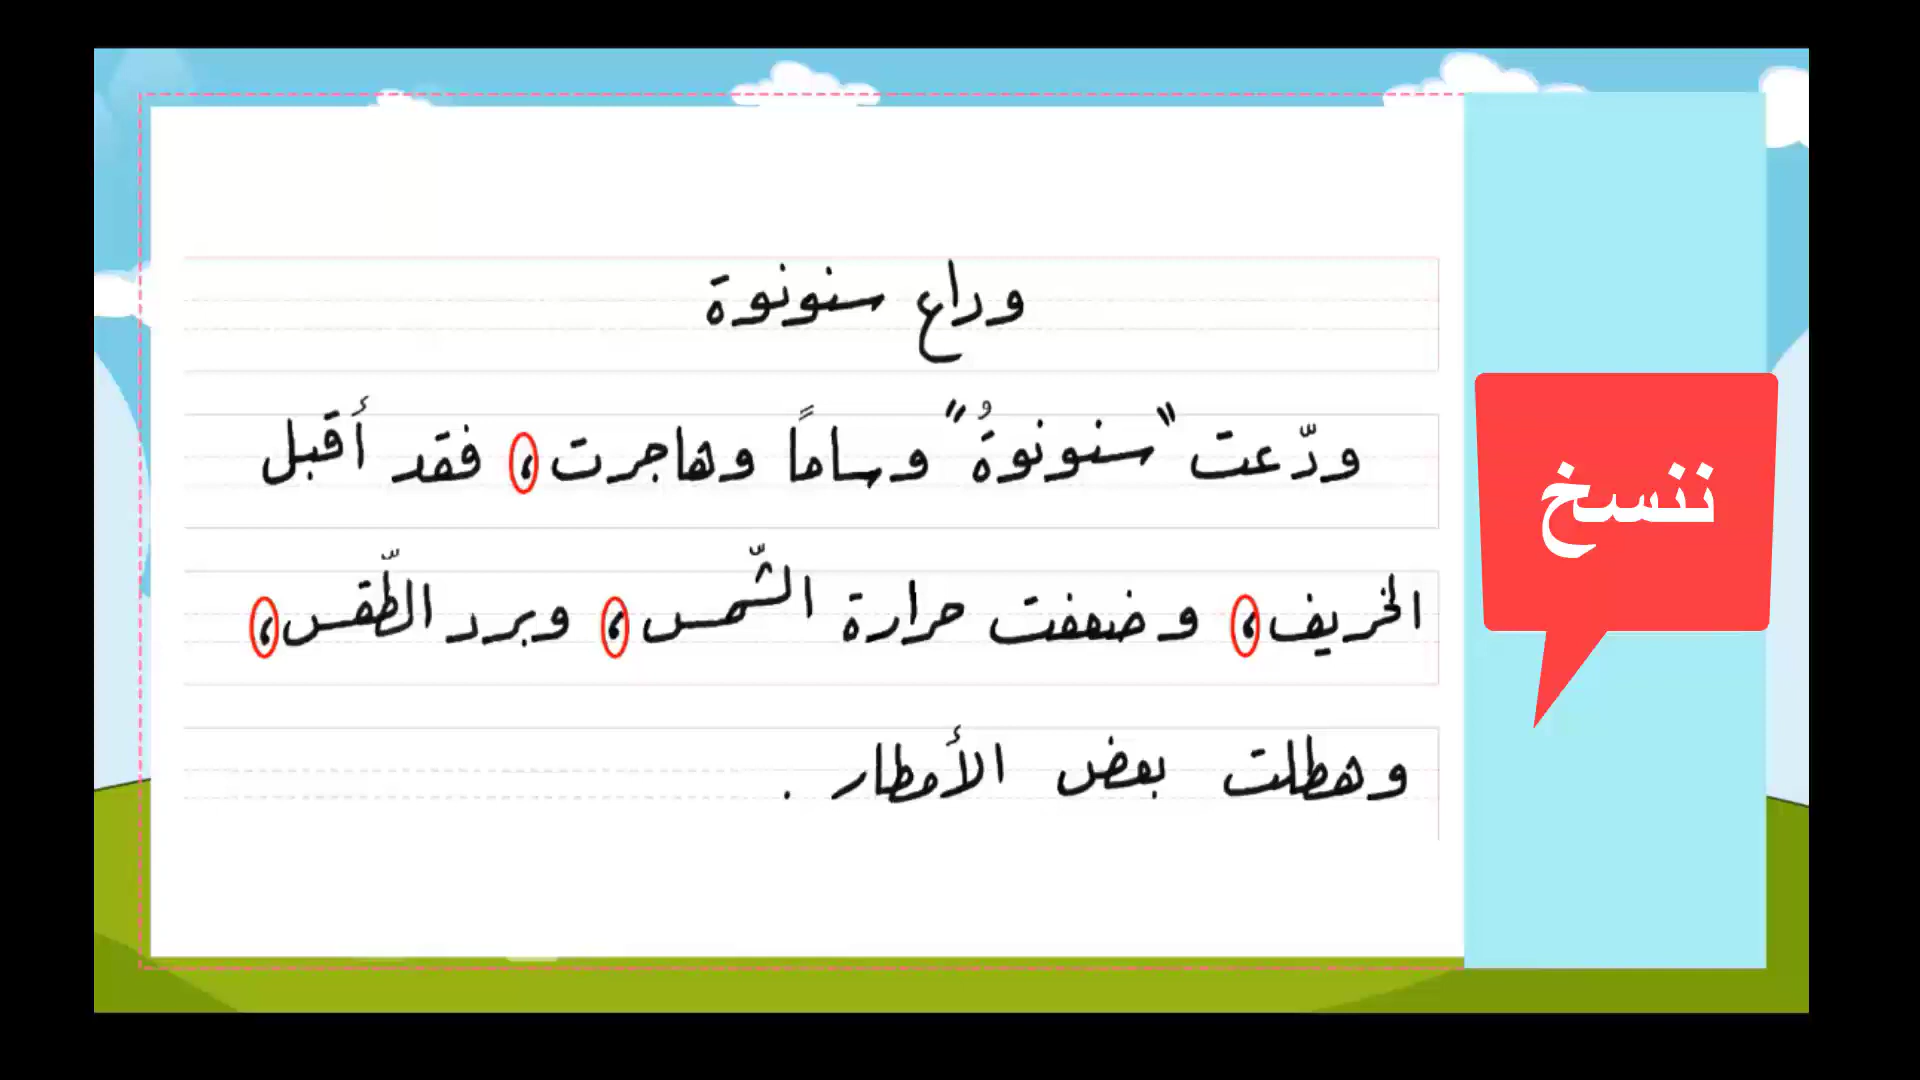 وداع سنونوة
ودّعت "سنونوةُ" وسامًا وهاجرت، فقد أقبل
الخريف، وضعفت حرارة الشّمس، وبرد الطّقس،
وهطلت بعض الأمطار.
ننسخ